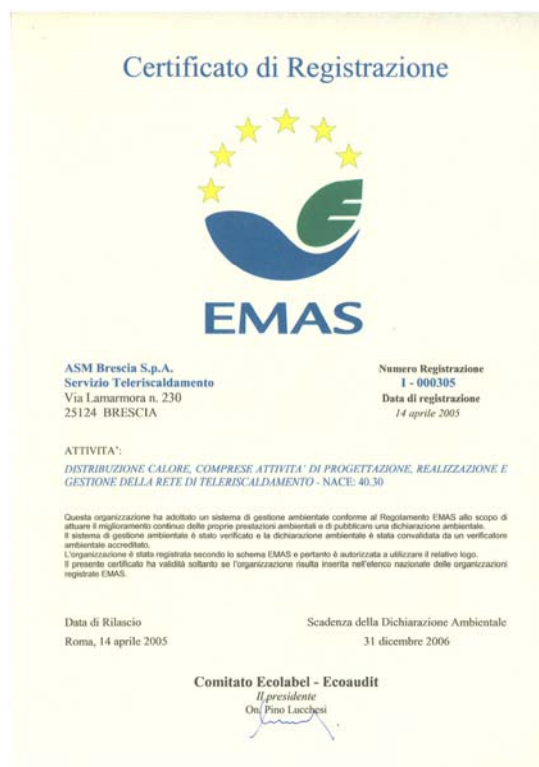 Certificato di Registrazione
EMAS
ASM Brescia S.p.A.
Servizio Teleriscaldamento
Via Lamarmora n. 230
25124 BRESCIA
Numero Registrazione
I - 000305
Data di registrazione
14 aprile 2005
ATTIVITA':
DISTRIBUZIONE CALORE, COMPRESE ATTIVITA' DI PROGETTAZIONE, REALIZZAZIONE E
GESTIONE DELLA RETE DI TELERISCALDAMENTO - NACE: 40.30
Questa organizzazione ha adottato un sistema di gestione ambientale conforme al Regolamento EMAS allo scopo di
attuare il miglioramento continuo delle proprie prestazioni ambientali e di pubblicare una dichiarazione ambientale.
Il sistema di gestione ambientale è stato verificato e la dichiarazione ambientale è stata convalidata da un verificatore
ambientale accreditato.
L'organizzazione è stata registrata secondo lo schema EMAS e pertanto è autorizzata a utilizzare il relativo logo.
Il presente certificato ha validità soltanto se l'organizzazione risulta inserita nell'elenco nazionale delle organizzazioni
registrate EMAS.
Data di Rilascio
Roma, 14 aprile 2005
Scadenza della Dichiarazione Ambientale
31 dicembre 2006
Comitato Ecolabel - Ecoaudit
Il presidente
On. Pino Lucchesi